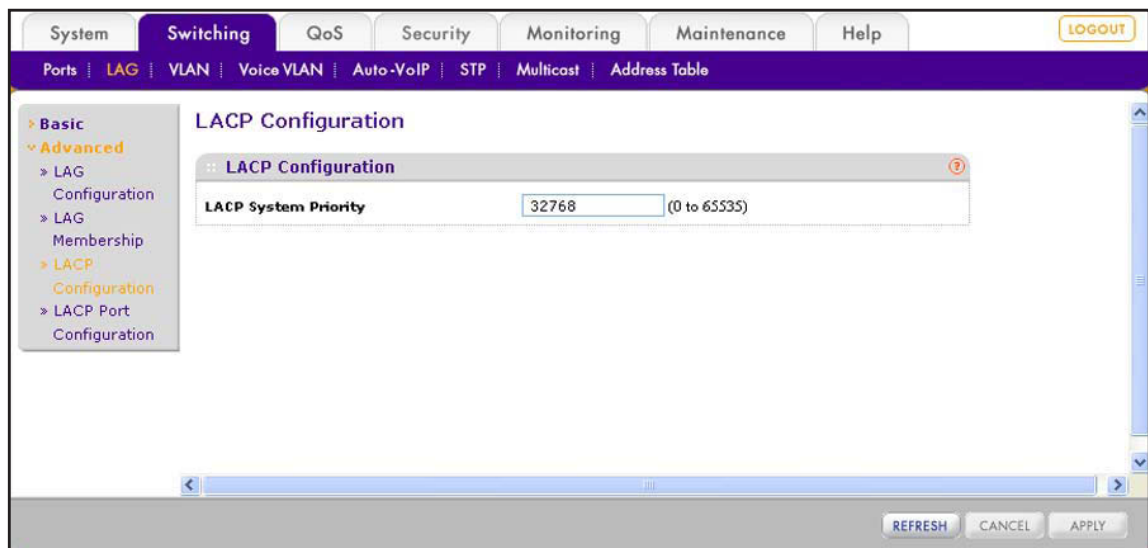 System Switching QoS Security Monitoring Maintenance Help LOGOUT
Ports LAG VLAN Voice VLAN Auto-VoIP STP Multicast Address Table
Basic
Advanced
» LAG
Configuration
» LAG
Membership
» LACP
Configuration
» LACP Port
Configuration
LACP Configuration
LACP Configuration ?
LACP System Priority 32768 (0 to 65535)
REFRESH CANCEL APPLY